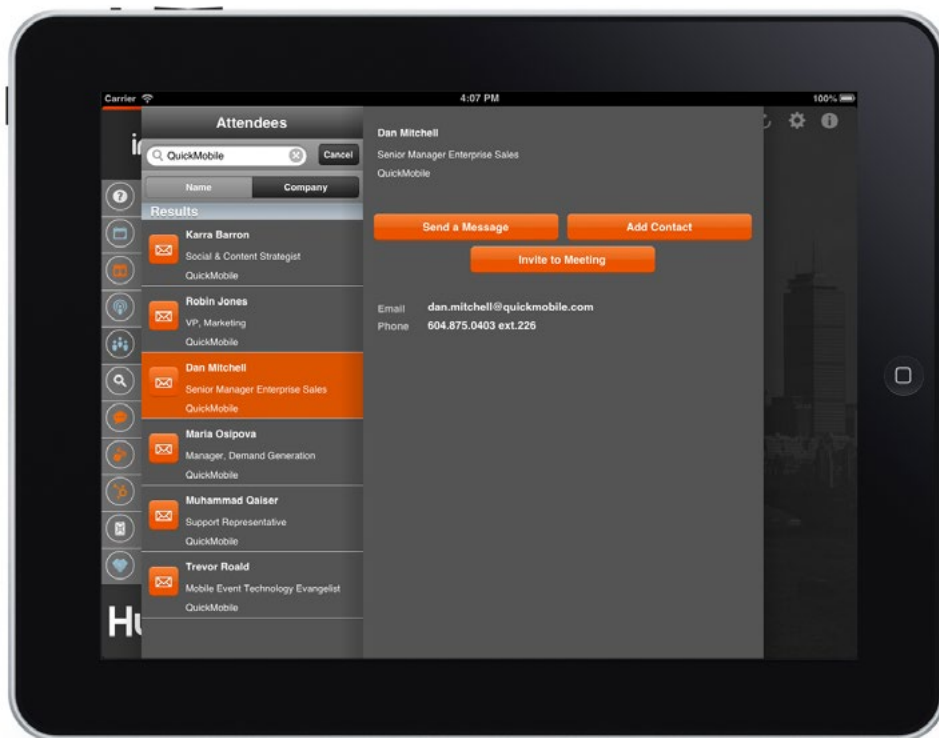 Carrier
4:07 PM
100%
Attendees
QuickMobile
Cancel
Name
Company
Results
Karra Barron
Social & Content Strategist
QuickMobile
Robin Jones
VP, Marketing
QuickMobile
Dan Mitchell
Senior Manager Enterprise Sales
QuickMobile
Maria Osipova
Manager, Demand Generation
QuickMobile
Muhammad Qaiser
Support Representative
QuickMobile
Trevor Roald
Mobile Event Technology Evangelist
QuickMobile
Dan Mitchell
Senior Manager Enterprise Sales
QuickMobile
Send a Message
Add Contact
Invite to Meeting
Email dan.mitchell@quickmobile.com
Phone 604.875.0403 ext.226